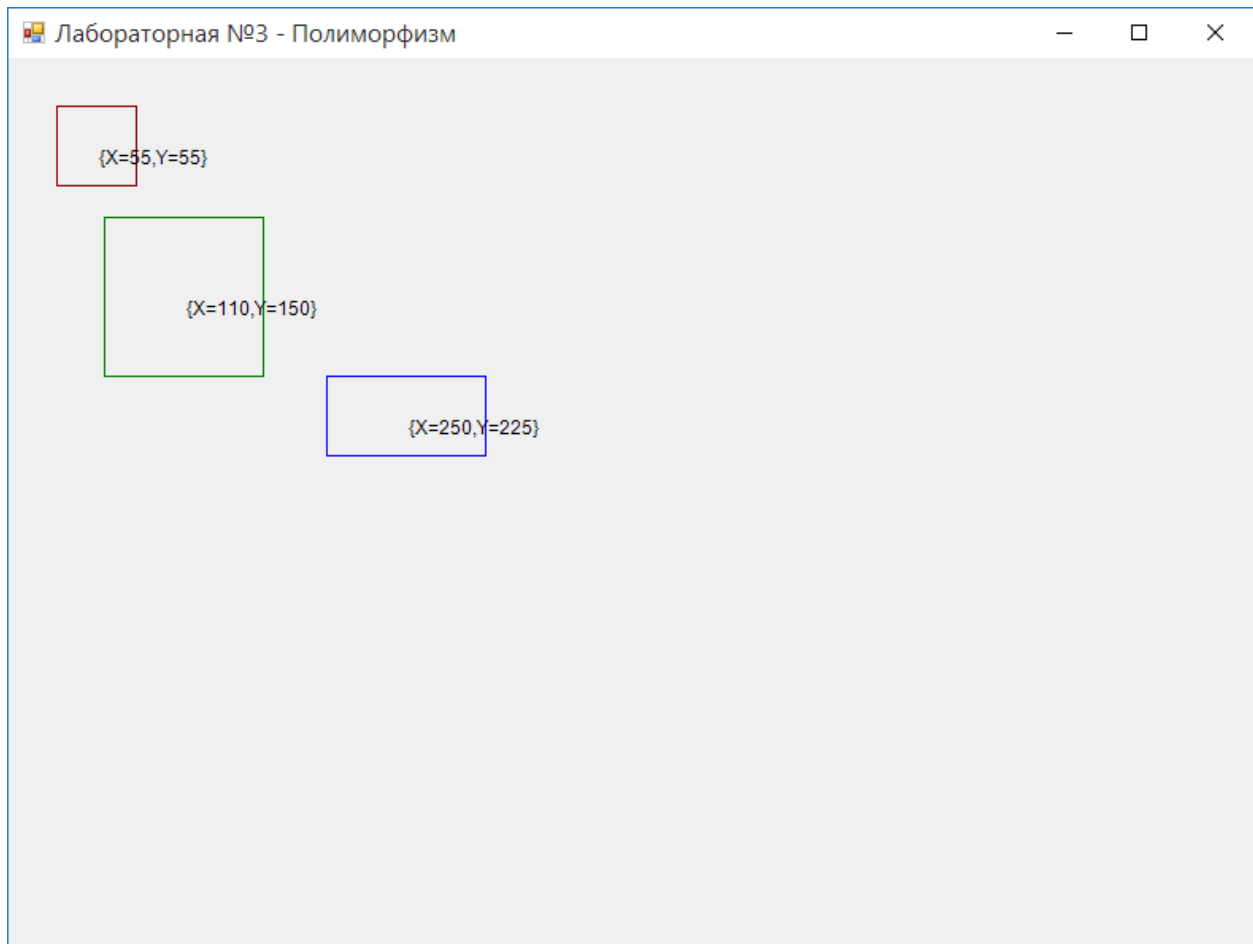 Лабораторная №3 - Полиморфизм
{X=55,Y=55}
{X=110,Y=150}
{X=250,Y=225}